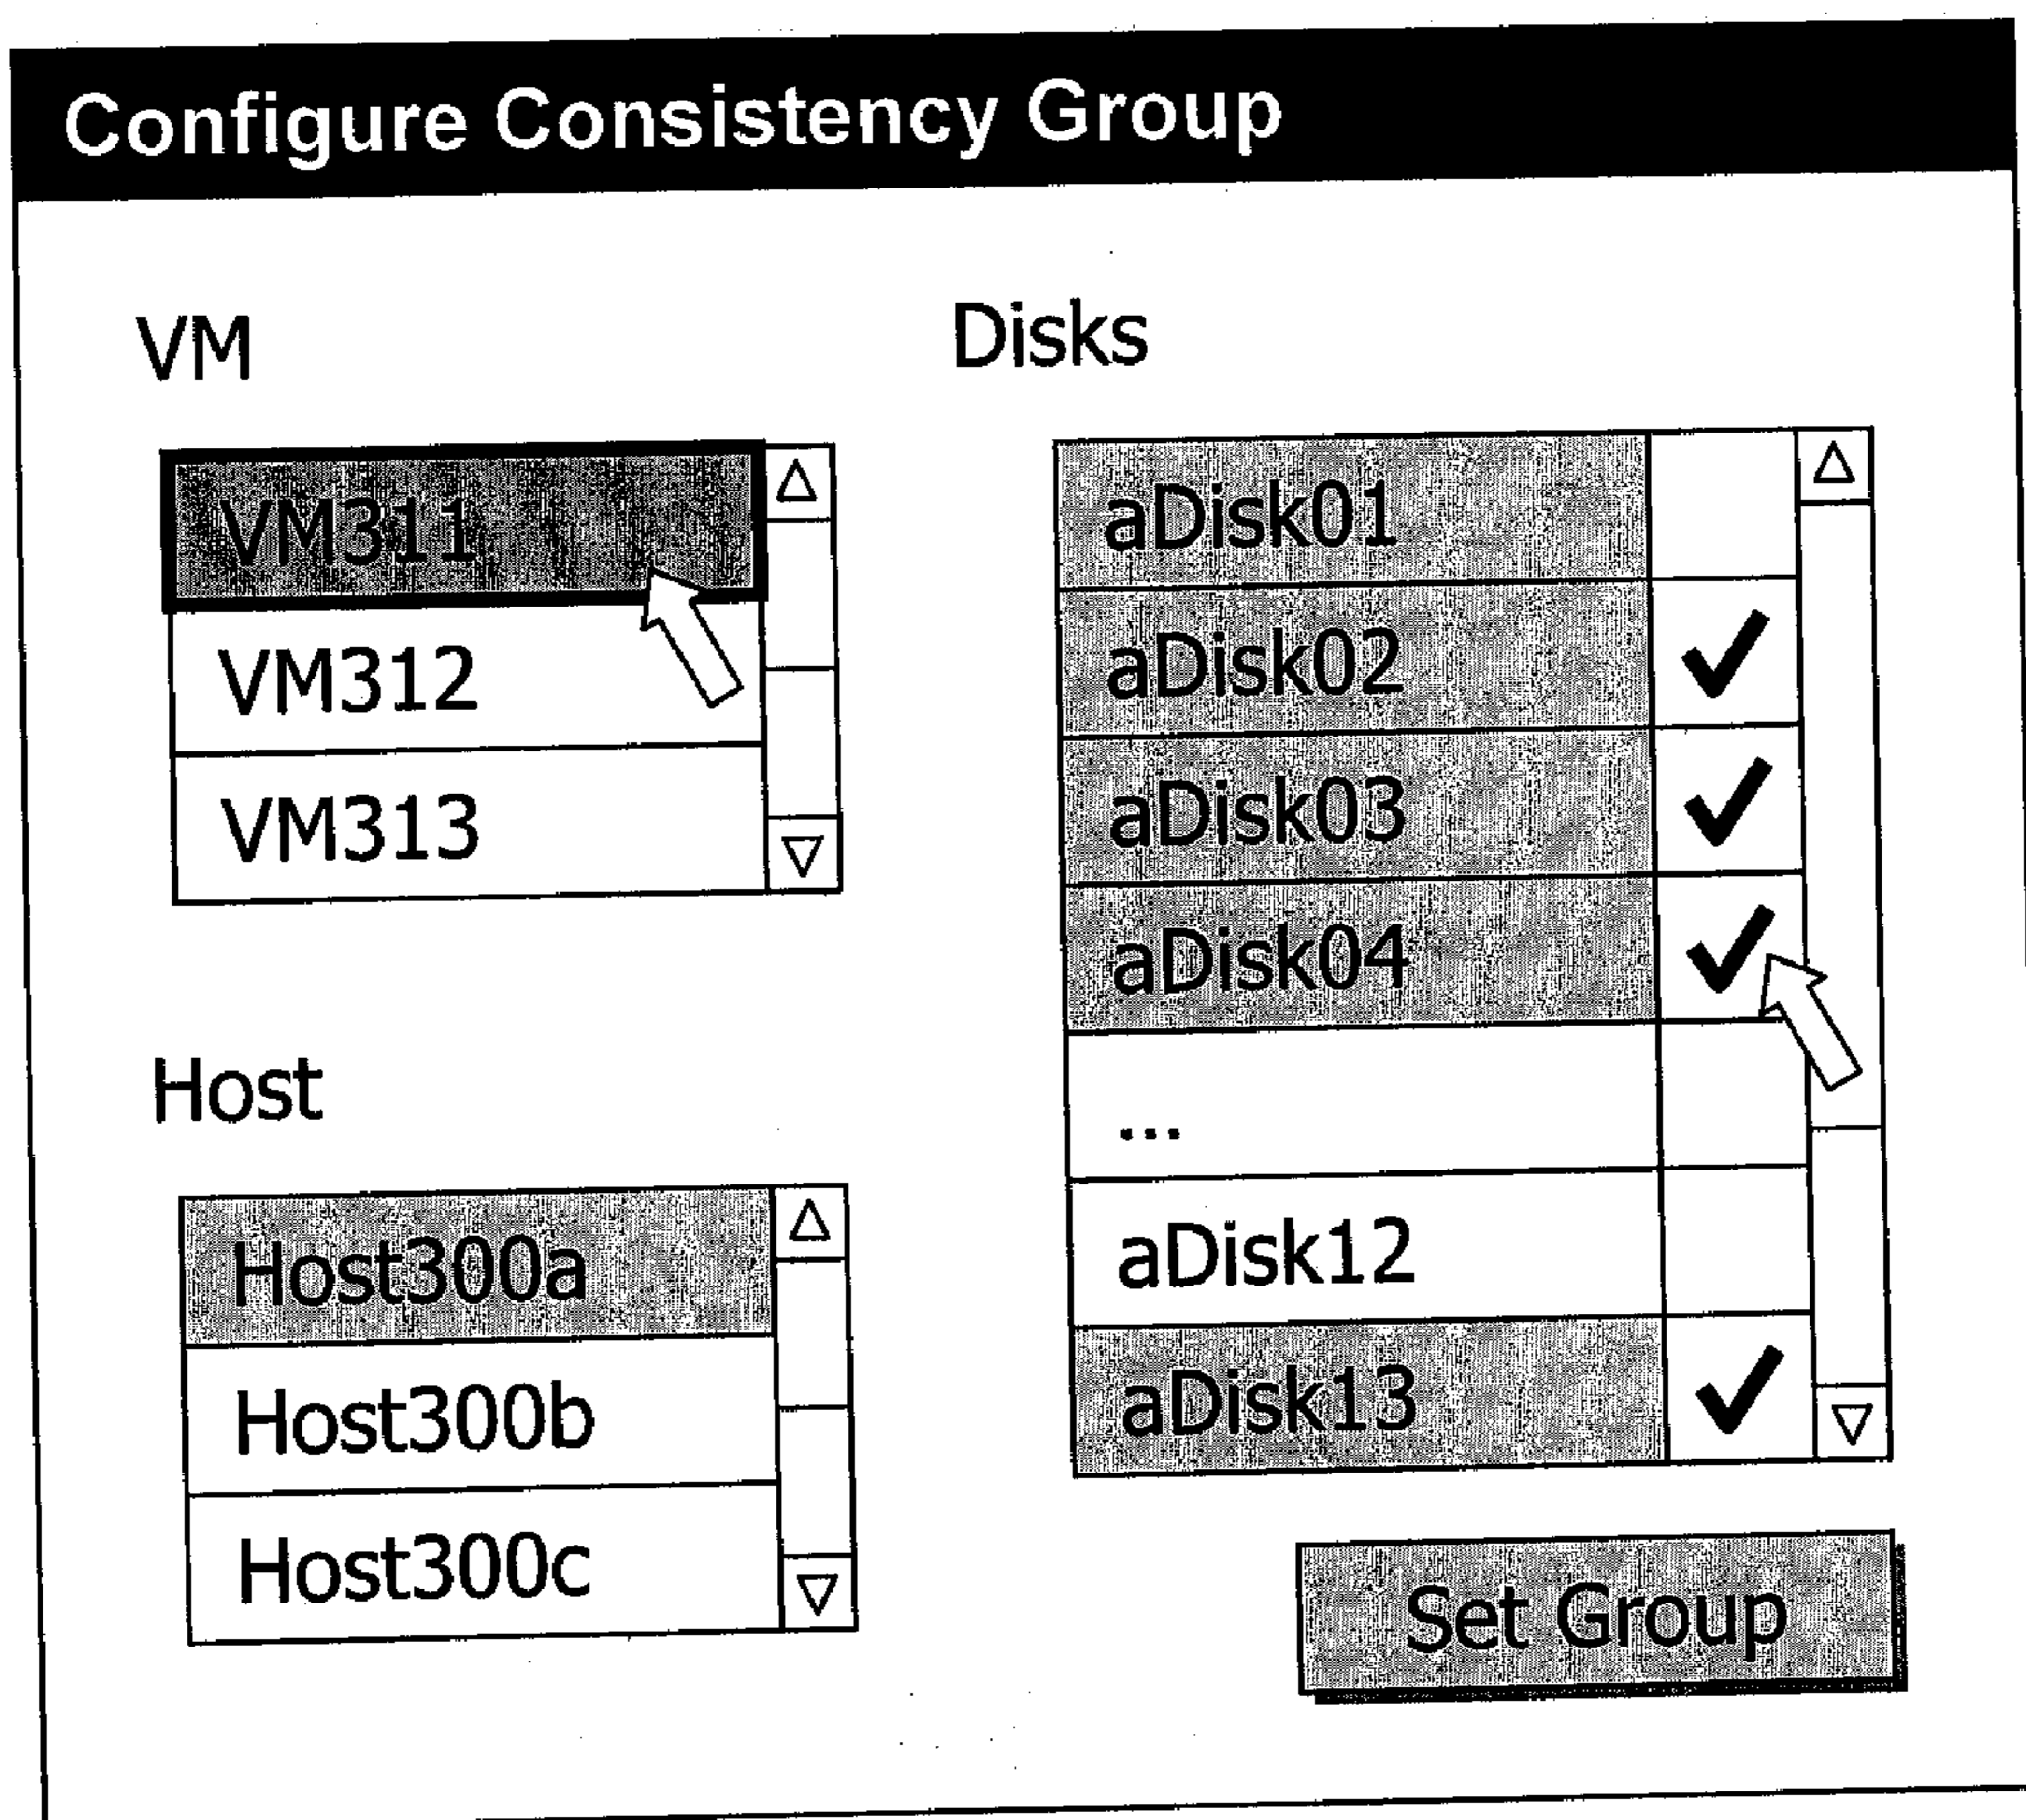 Configure Consistency Group
VM
VM311
VM312
VM313
Host
Host300a
Host300b
Host300c
Disks
aDisk01
aDisk02
aDisk03
aDisk04
...
aDisk12
aDisk13
Set Group